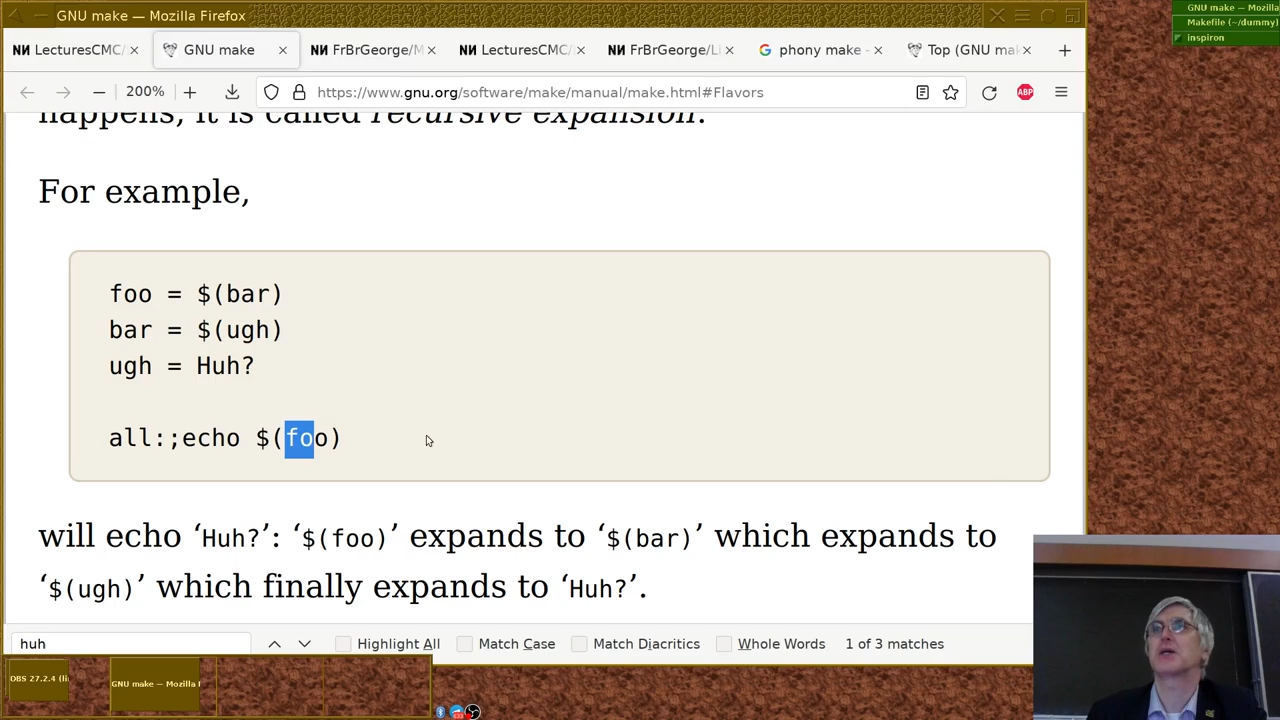 GNU make — Mozilla Firefox
GNU make — Mozilla
Makefile (~/dummy)
inspiron
LecturesCMC/
GNU make
FrBrGeorge/M
LecturesCMC/
FrBrGeorge/Li
phony make -
Top (GNU ma
200%
https://www.gnu.org/software/make/manual/make.html#Flavors
ABP
happens, it is called recursive expansion.
For example,
foo = $(bar)
bar = $(ugh)
ugh = Huh?
all:;echo $(foo)
will echo ‘Huh?’: ‘$(foo)’ expands to ‘$(bar)’ which expands to
‘$(ugh)’ which finally expands to ‘Huh?’.
huh
Highlight All
Match Case
Match Diacritics
Whole Words
1 of 3 matches
OBS 27.2.4 (li
GNU make — Mozilla F